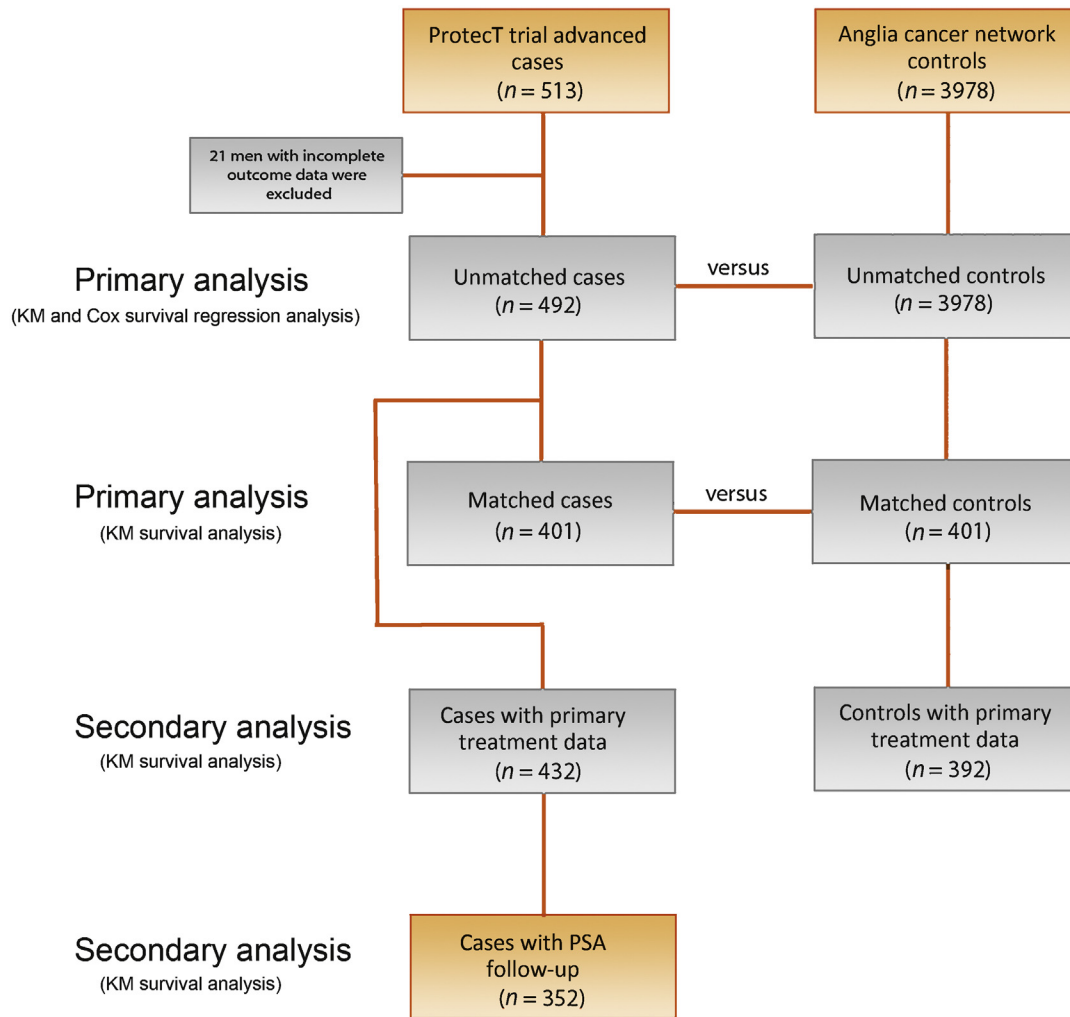 ProtecT trial advanced
cases
(n = 513)
Anglia cancer network
controls
(n = 3978)
21 men with incomplete
outcome data were
excluded
Primary analysis
(KM and Cox survival regression analysis)
Unmatched cases
(n = 492)
versus
Unmatched controls
(n = 3978)
Primary analysis
(KM survival analysis)
Matched cases
(n = 401)
versus
Matched controls
(n = 401)
Secondary analysis
(KM survival analysis)
Cases with primary
treatment data
(n = 432)
Controls with primary
treatment data
(n = 392)
Secondary analysis
(KM survival analysis)
Cases with PSA
follow-up
(n = 352)